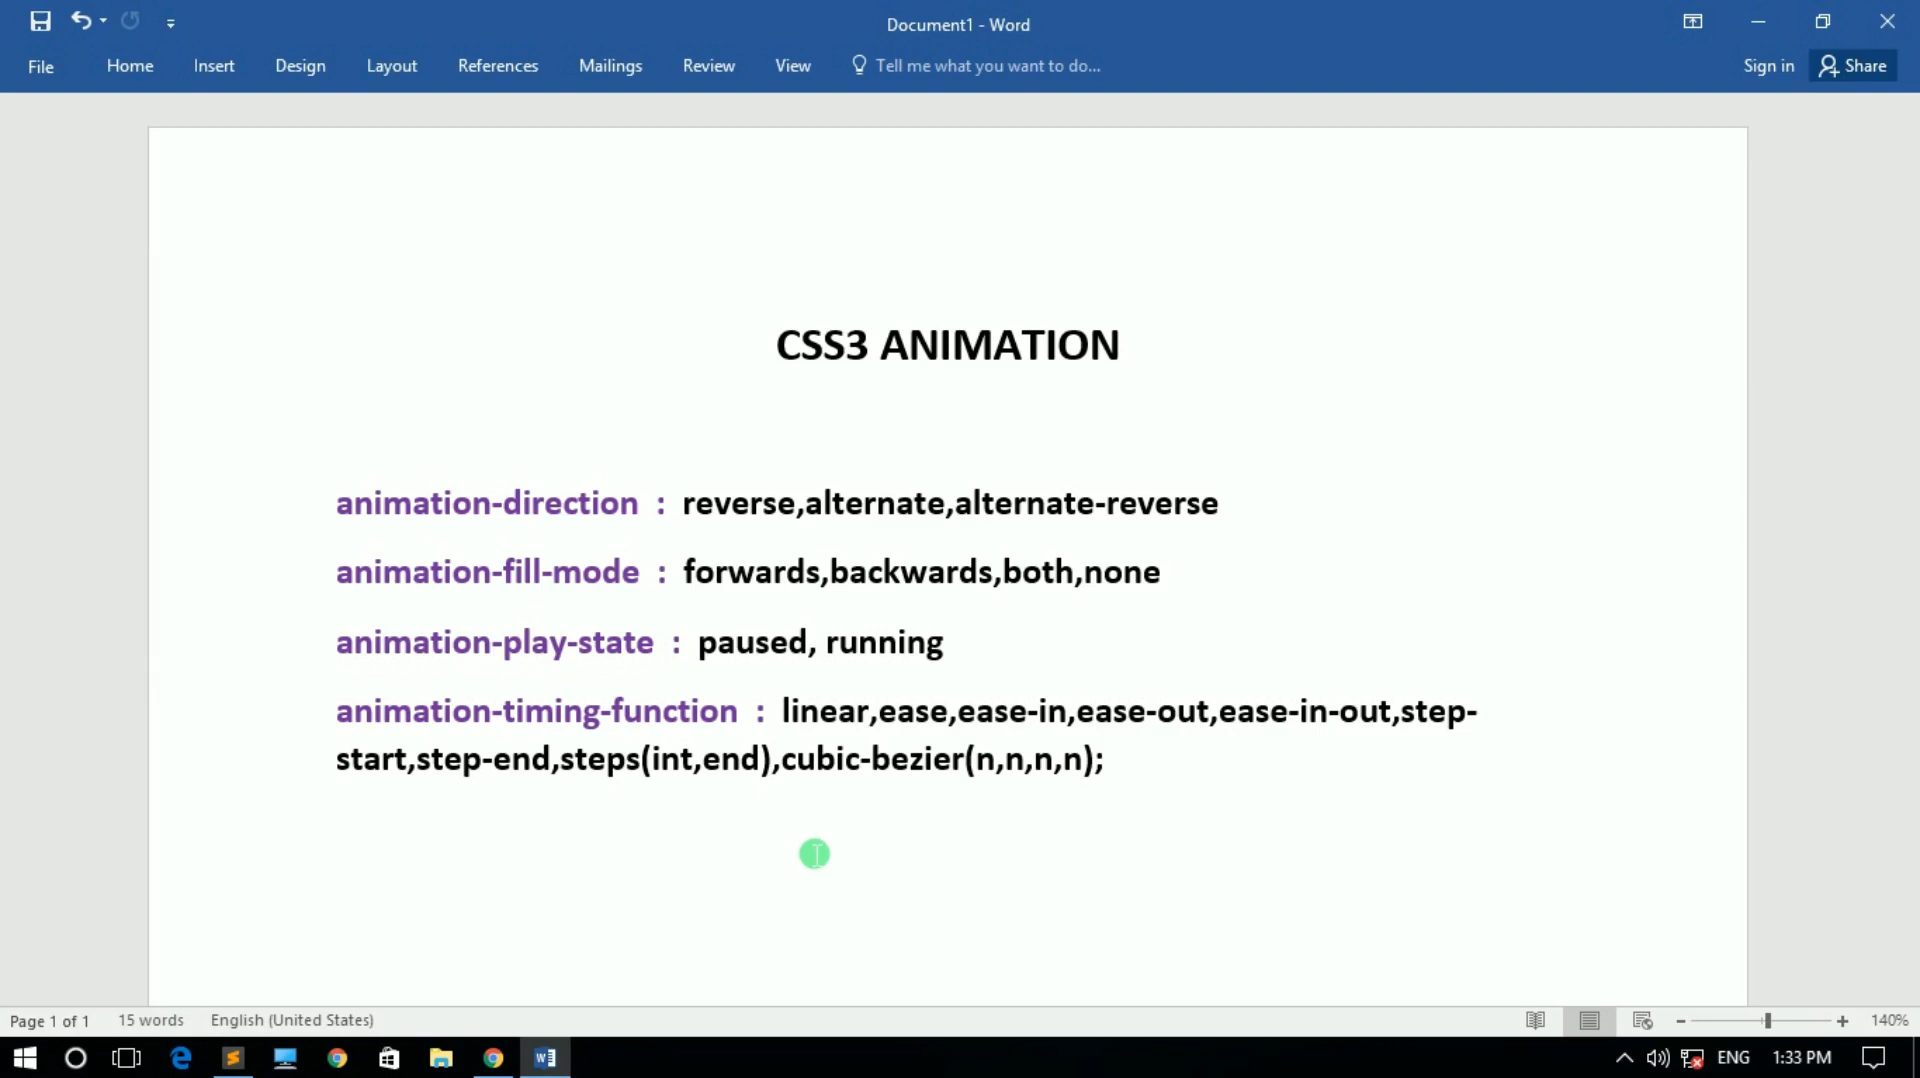 Document1 - Word
File Home Insert Design Layout References Mailings Review View Tell me what you want to do... Sign in Share
CSS3 ANIMATION
animation-direction : reverse,alternate,alternate-reverse
animation-fill-mode : forwards,backwards,both,none
animation-play-state : paused, running
animation-timing-function : linear,ease,ease-in,ease-out,ease-in-out,step-
start,step-end,steps(int,end),cubic-bezier(n,n,n,n);
Page 1 of 1 15 words English (United States) 140%
ENG 1:33 PM